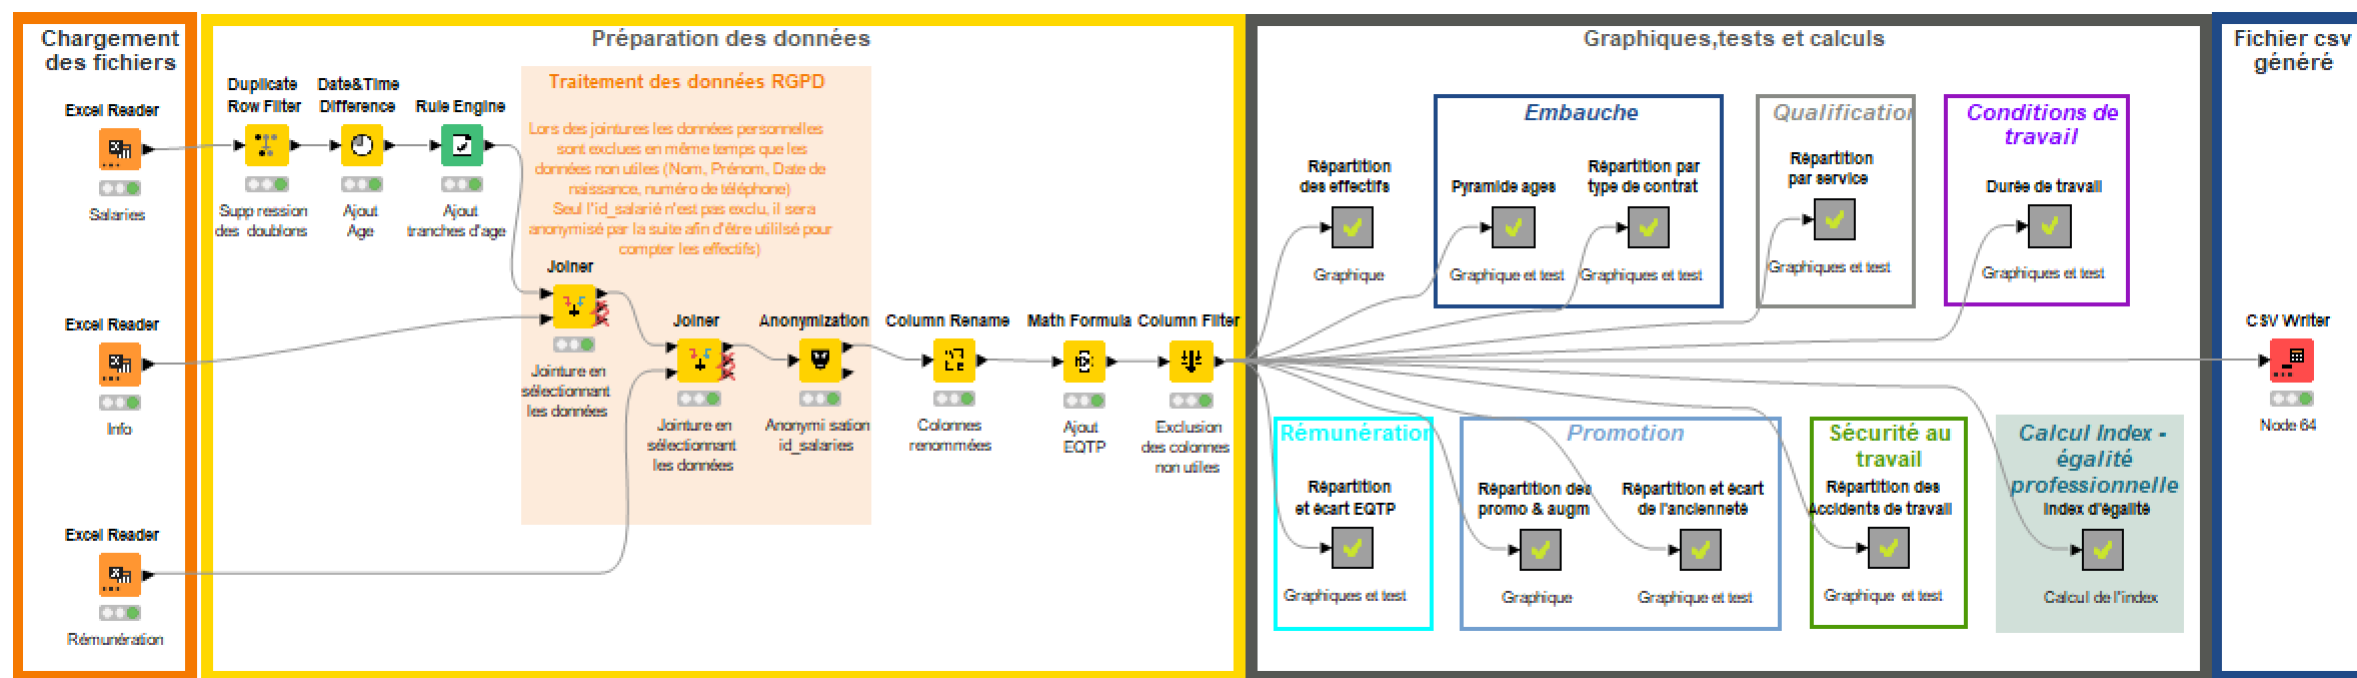 Chargement
des fichiers
Excel Reader
Salaries
Excel Reader
Info
Excel Reader
Rémunération
Préparation des données
Duplicate
Row Filter
Suppression
des doublons
Date&Time
Difference
Ajout
Age
Rule Engine
Ajout
tranches d'age
Traitement des données RGPD
Lors des jointures les données personnelles
sont exclues en même temps que les
données non utiles (Nom, Prénom, Date de
naissance, numéro de téléphone)
Seul l'id_salarié n'est pas exclu, il sera
anonymisé par la suite afin d'être utililsé pour
compter les effectifs)
Joiner
Jointure en
sélectionnant
les données
Joiner
Jointure en
sélectionnant
les données
Anonymization
Anonymi sation
id_salaries
Column Rename
Colonnes
renommées
Math Formula
Ajout
EQTP
Column Filter
Exclusion
des colonnes
non utiles
Graphiques,tests et calculs
Répartition
des effectifs
Graphique
Embauche
Pyramide ages
Graphique et test
Répartition par
type de contrat
Graphiques et test
Qualification
Répartition
par service
Graphiques et test
Conditions de
travail
Durée de travail
Graphiques et test
Rémunération
Répartition
et écart EQTP
Graphiques et test
Promotion
Répartition des
promo & augm
Graphique
Répartition et écart
de l'ancienneté
Graphique et test
Sécurité au
travail
Répartition des
Accidents de travail
Graphique et test
Calcul Index -
égalité
professionnelle
Index d'égalité
Calcul de l'index
Fichier csv
généré
CSV Writer
Node 64